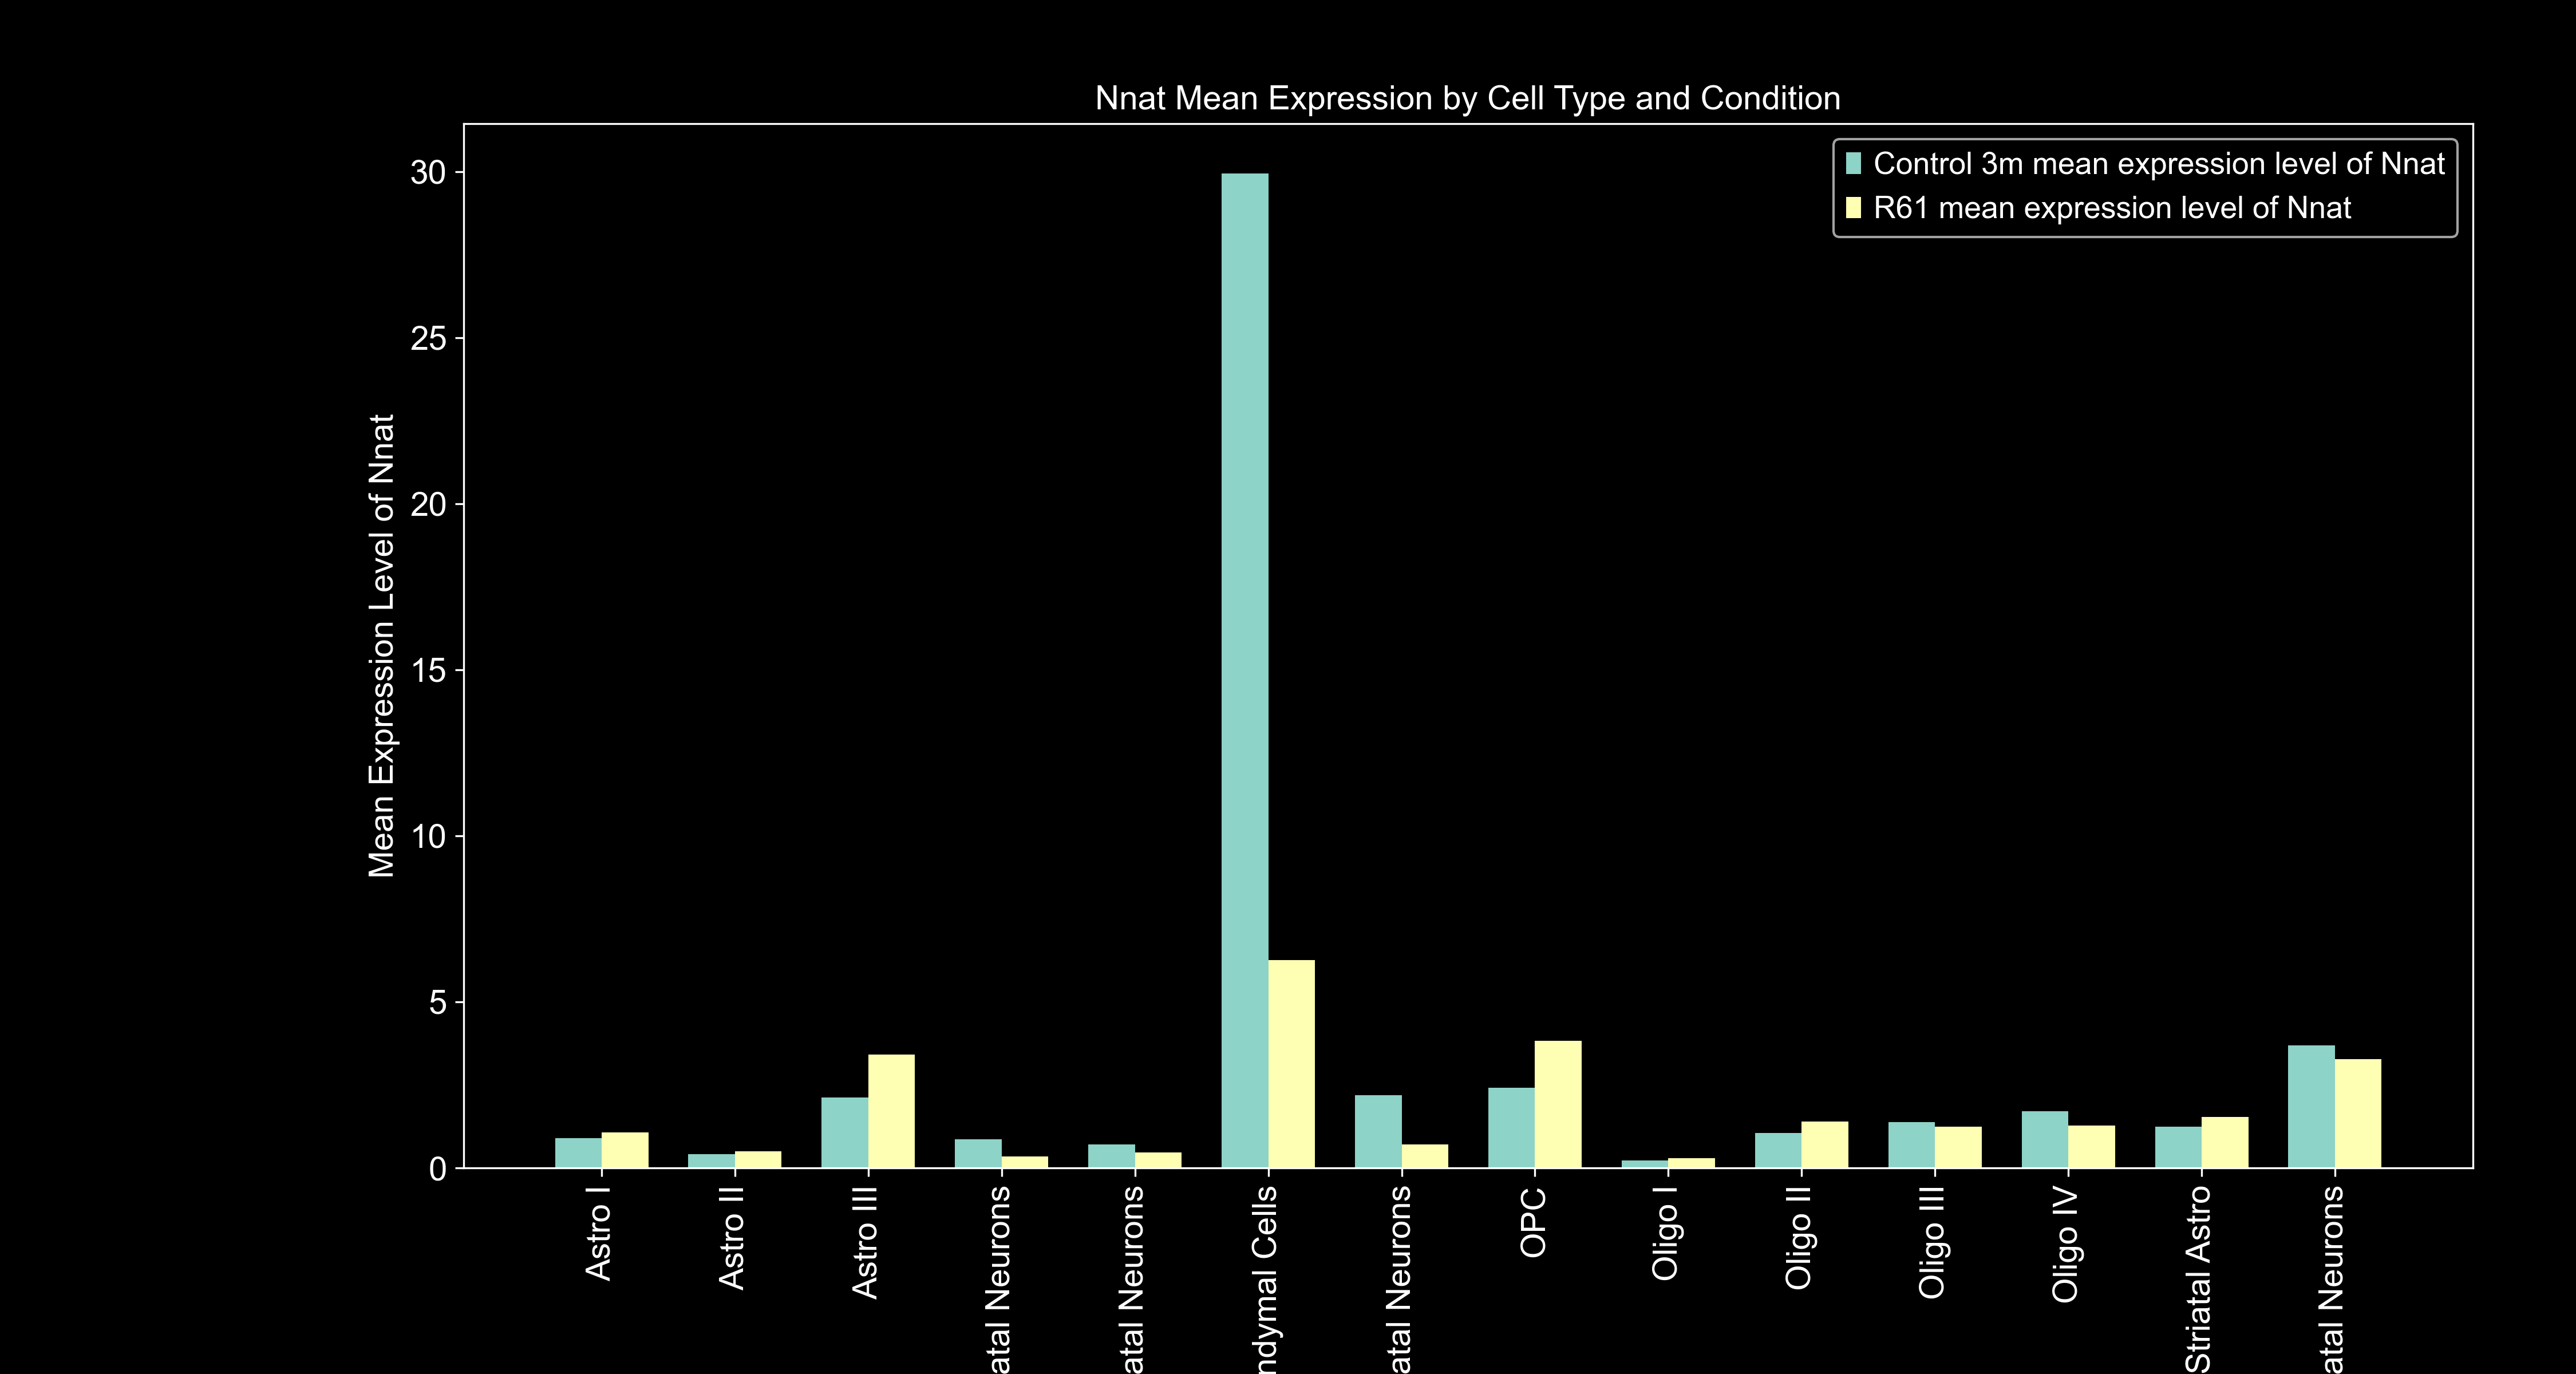 Nnat Mean Expression by Cell Type and Condition
Control 3m mean expression level of Nnat
R61 mean expression level of Nnat
Mean Expression Level of Nnat
30
25
20
15
10
5
0
Astro I
Astro II
Astro III
atal Neurons
atal Neurons
ndymal Cells
atal Neurons
OPC
Oligo I
Oligo II
Oligo III
Oligo IV
Striatal Astro
atal Neurons